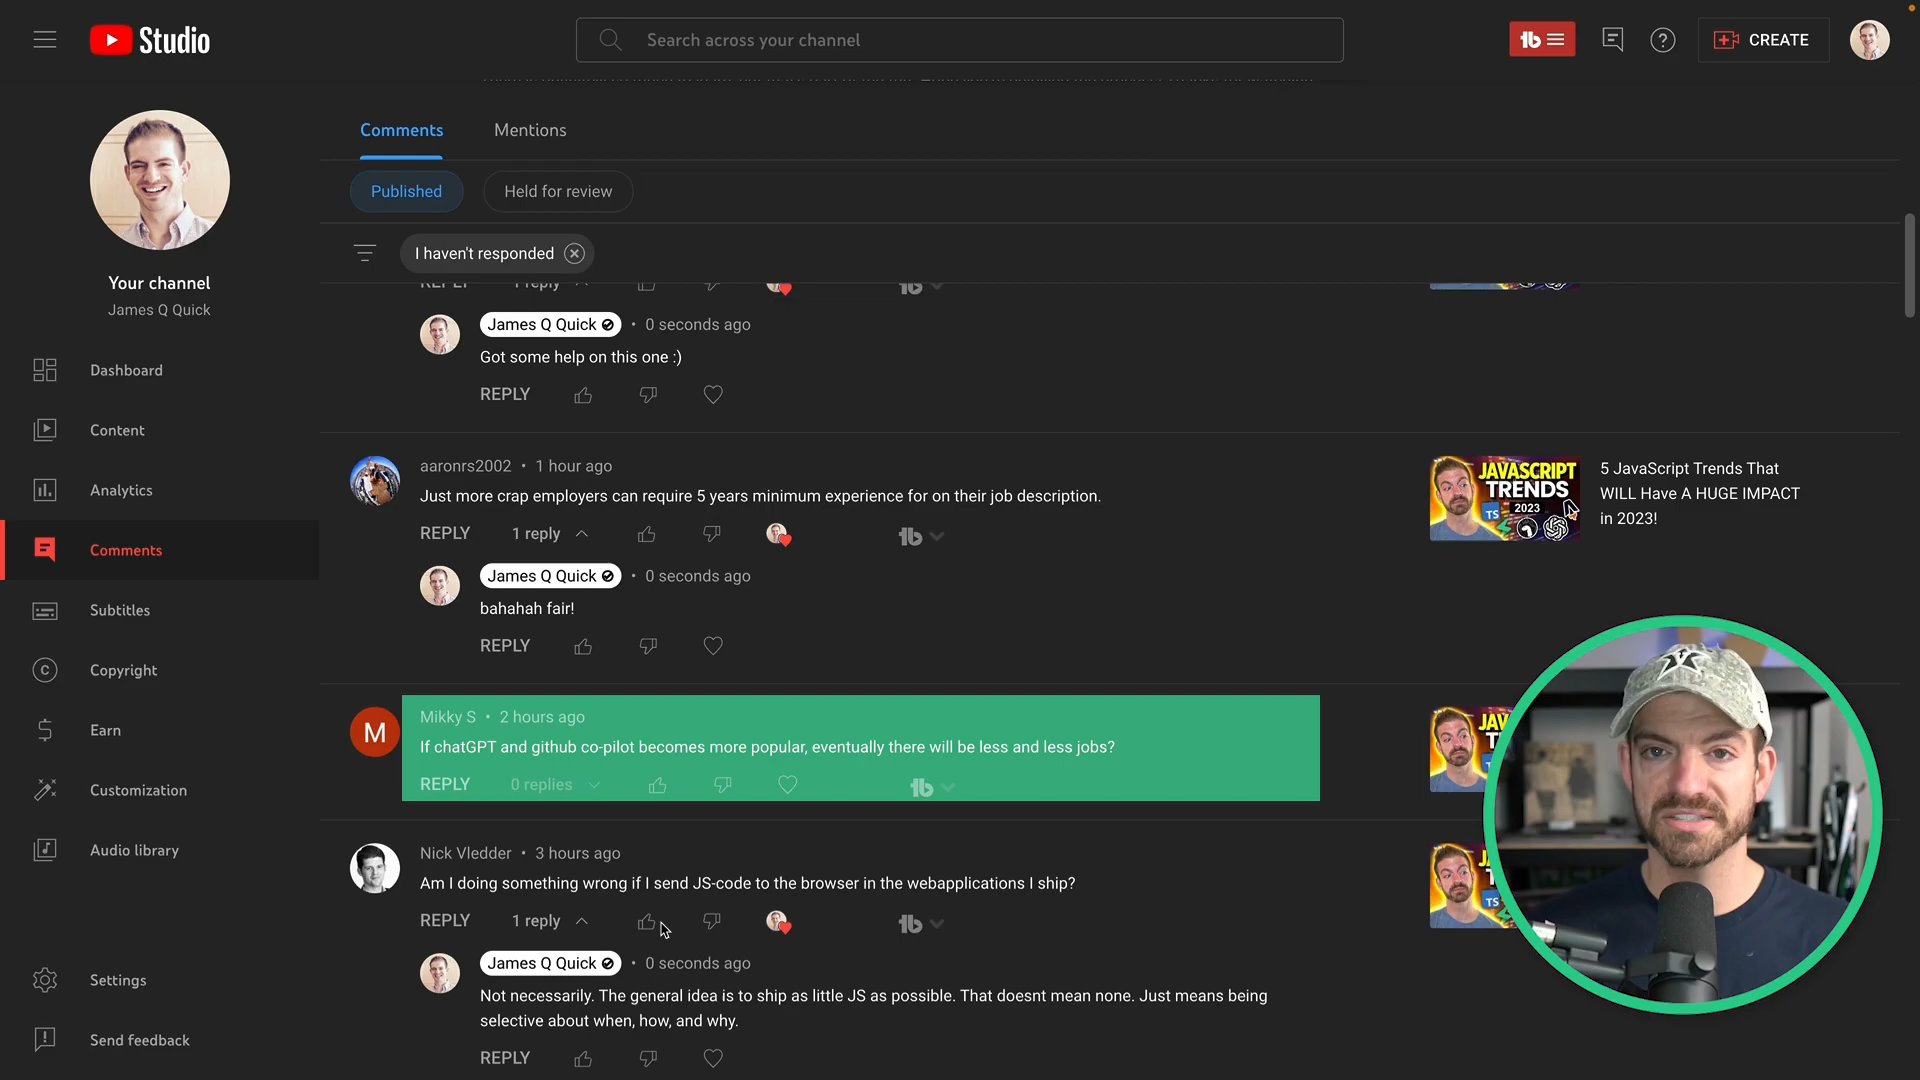 Studio
Search across your channel
CREATE
Your channel
James Q Quick
Dashboard
Content
Analytics
Comments
Subtitles
Copyright
Earn
Customization
Audio library
Settings
Send feedback
Comments
Mentions
Published
Held for review
I haven't responded
REPLY 1 reply
James Q Quick • 0 seconds ago
Got some help on this one :)
REPLY
aaronrs2002 • 1 hour ago
Just more crap employers can require 5 years minimum experience for on their job description.
REPLY 1 reply
JAVASCRIPT
TRENDS
2023
TS
5 JavaScript Trends That
WILL Have A HUGE IMPACT
in 2023!
James Q Quick • 0 seconds ago
bahahah fair!
REPLY
M
Mikky S • 2 hours ago
If chatGPT and github co-pilot becomes more popular, eventually there will be less and less jobs?
REPLY 0 replies
Nick Vledder • 3 hours ago
Am I doing something wrong if I send JS-code to the browser in the webapplications I ship?
REPLY 1 reply
TS
James Q Quick • 0 seconds ago
Not necessarily. The general idea is to ship as little JS as possible. That doesnt mean none. Just means being
selective about when, how, and why.
REPLY